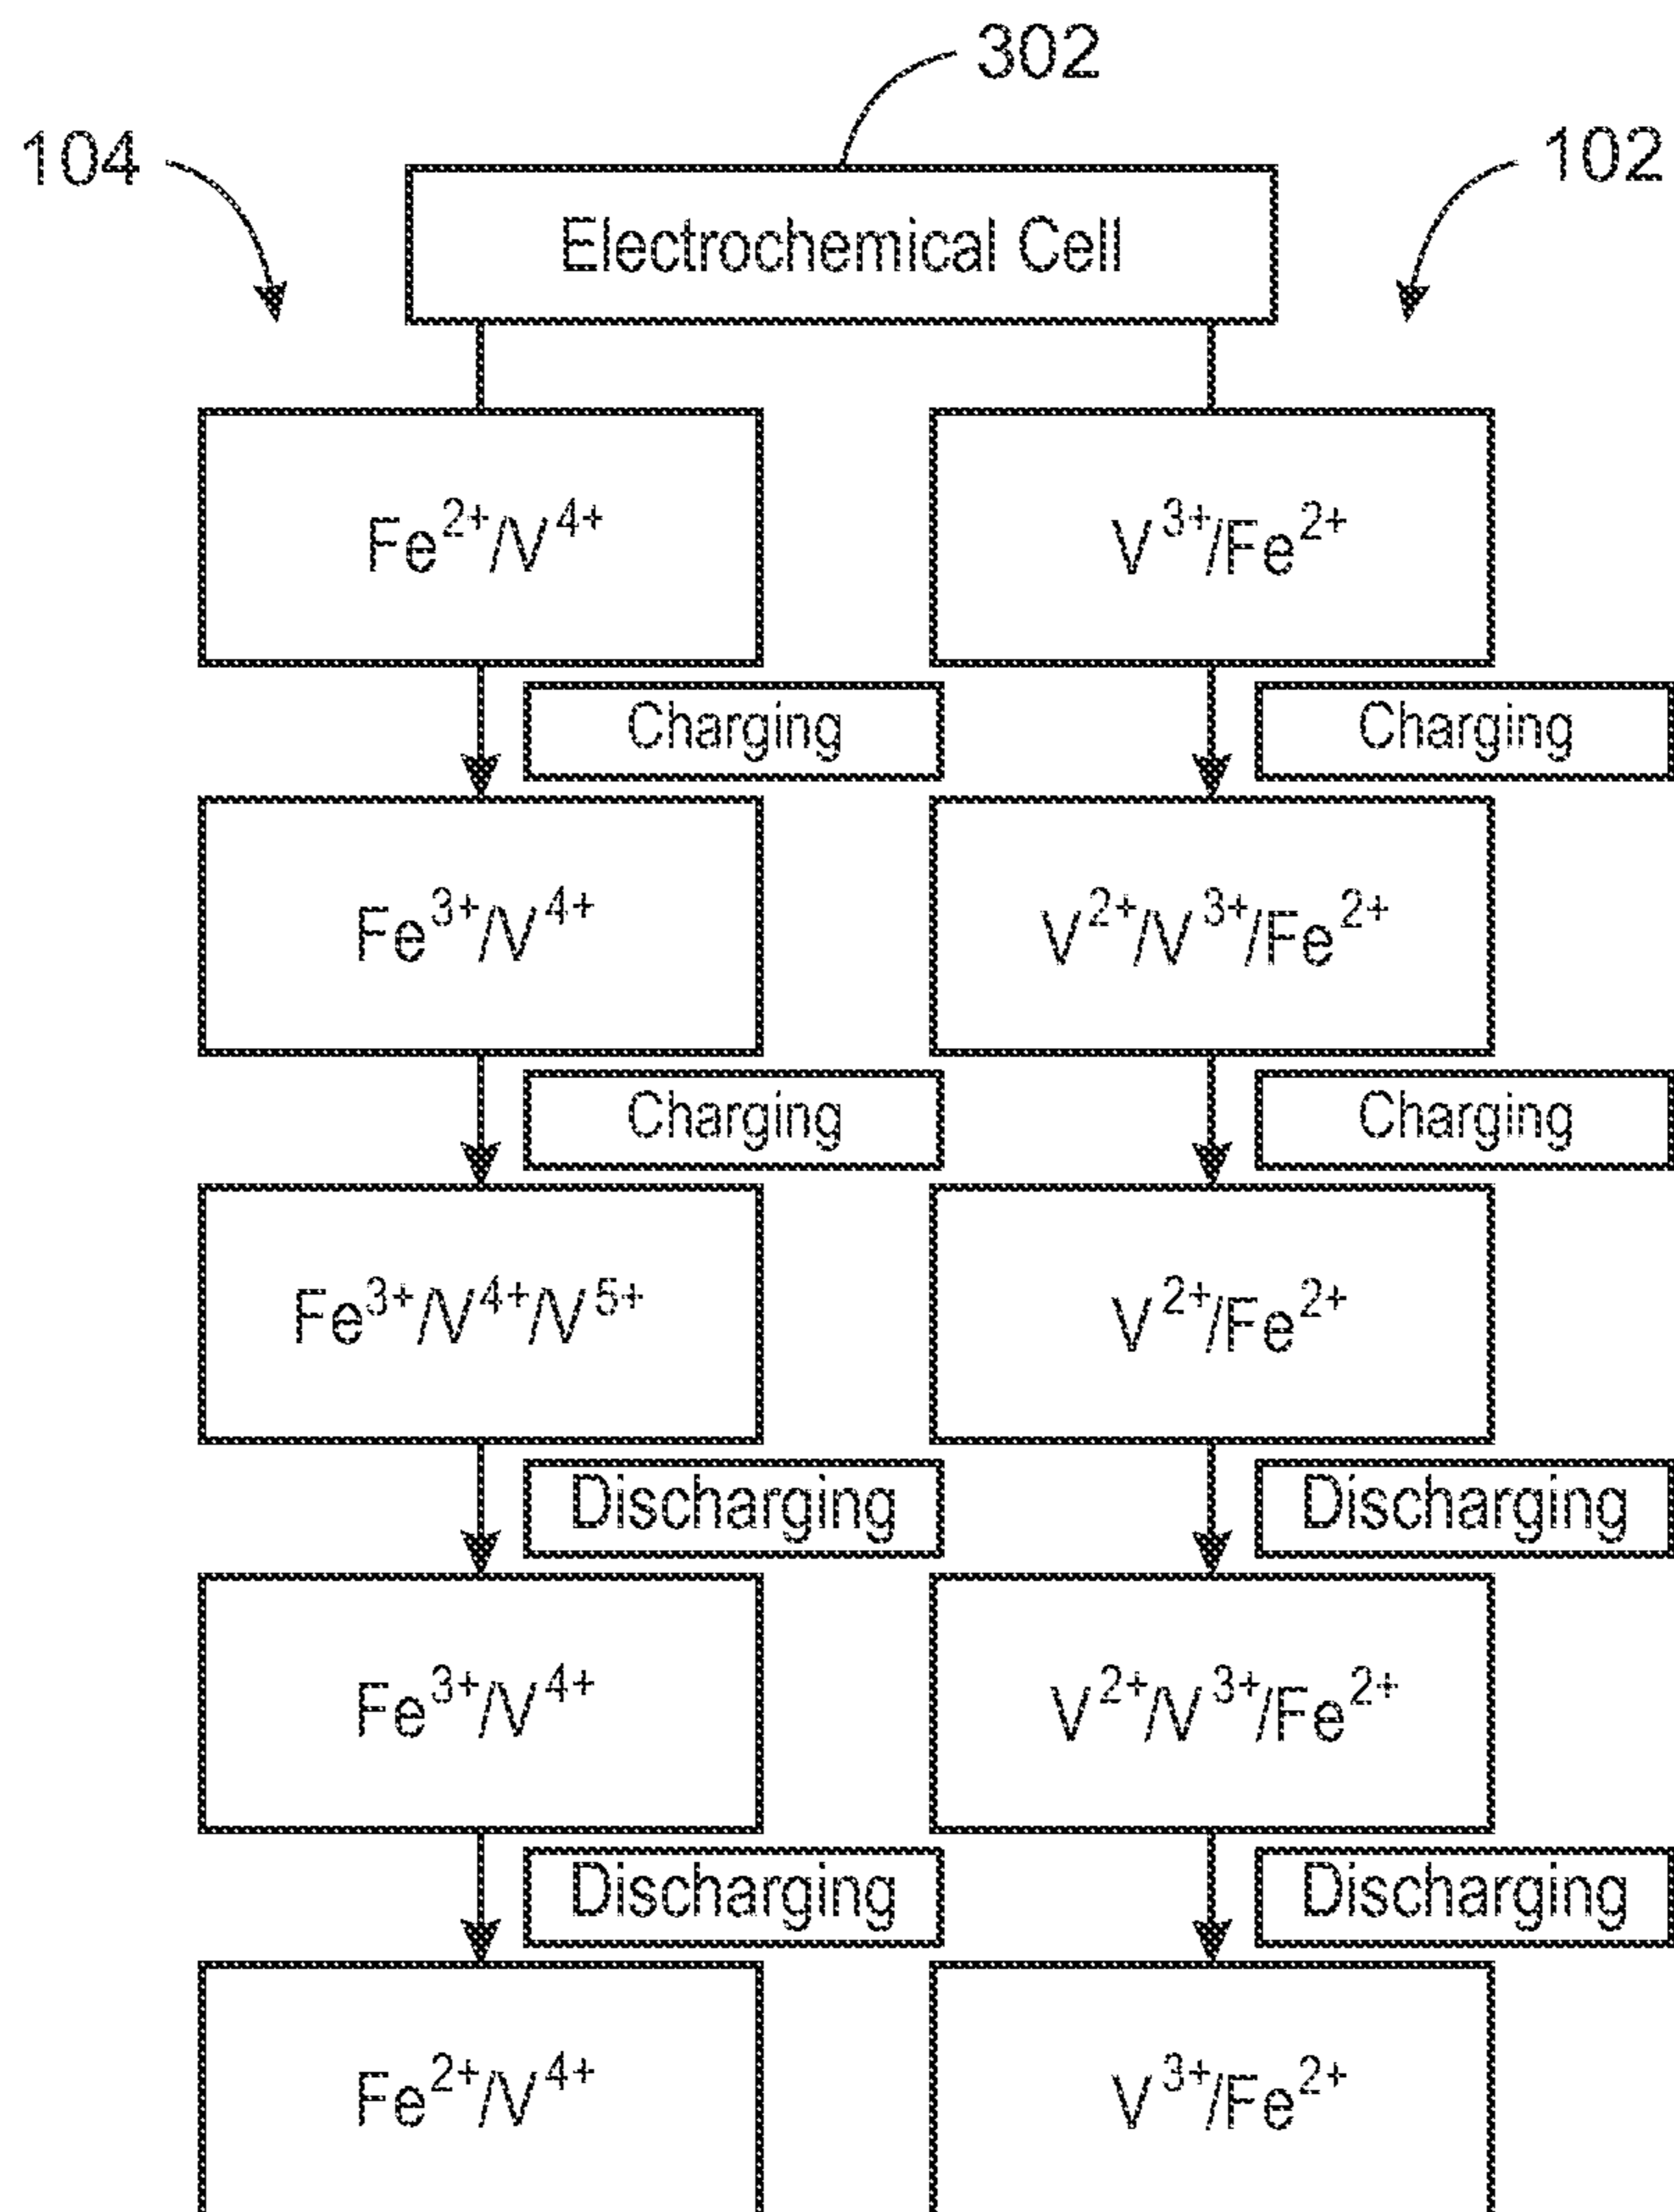 302
104
102
Electrochemical Cell
Fe²⁺/V⁴⁺
V³⁺/Fe²⁺
Charging
Charging
Fe³⁺/V⁴⁺
V²⁺/V³⁺/Fe²⁺
Charging
Charging
Fe³⁺/V⁴⁺/V⁵⁺
V²⁺/Fe²⁺
Discharging
Discharging
Fe³⁺/V⁴⁺
V²⁺/V³⁺/Fe²⁺
Discharging
Discharging
Fe²⁺/V⁴⁺
V³⁺/Fe²⁺